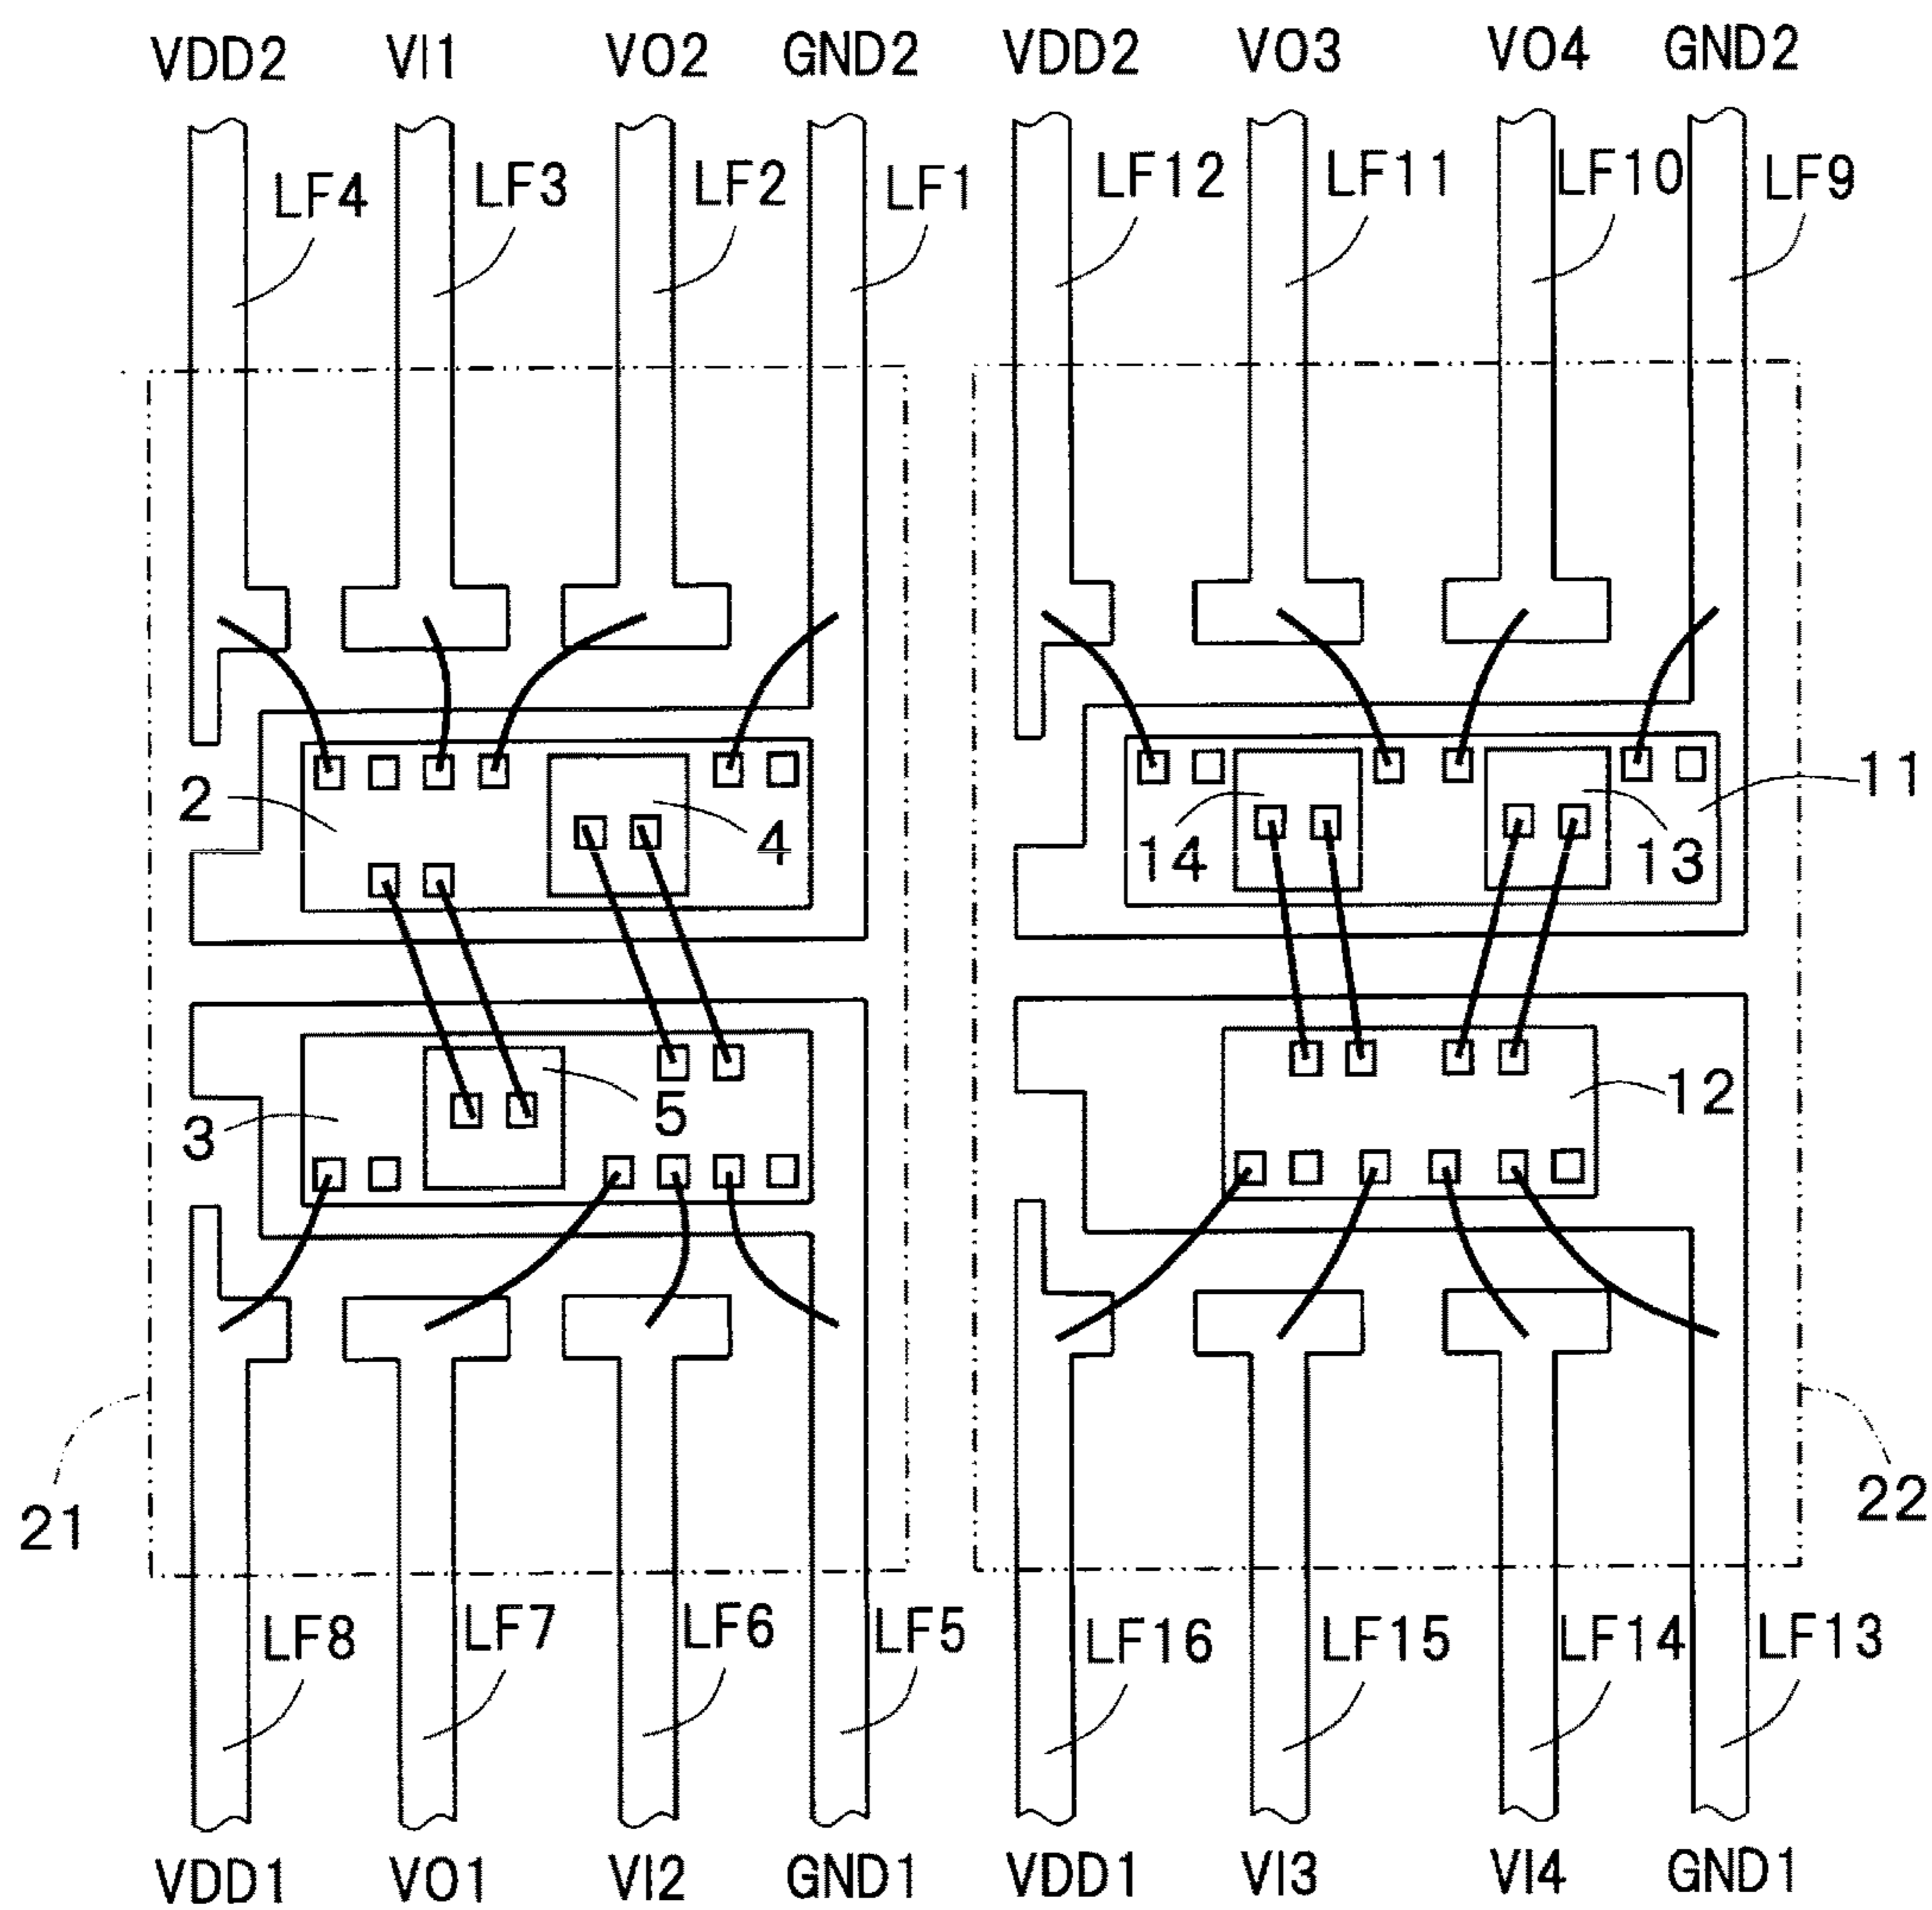 VDD2 VI1 VO2 GND2 VDD2 VO3 VO4 GND2
LF4 LF3 LF2 LF1 LF12 LF11 LF10 LF9
2 4 14 13 11
3 5 12
21 22
LF8 LF7 LF6 LF5 LF16 LF15 LF14 LF13
VDD1 VO1 VI2 GND1 VDD1 VI3 VI4 GND1